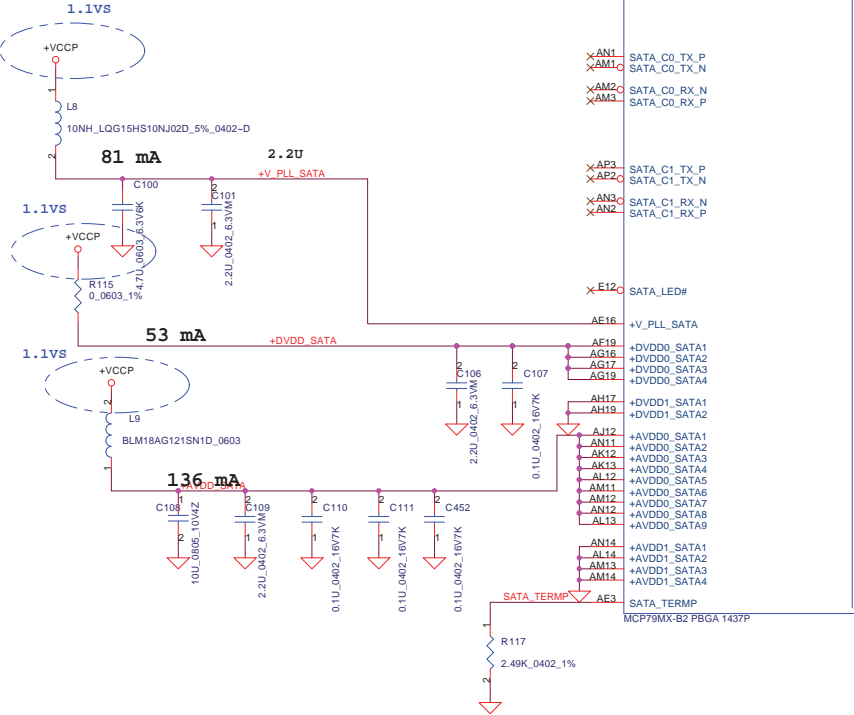 1.1VS
+VCCP
1
L8
10NH_LQG15HS10NJ02D_5%_0402-D
2
81 mA
2.2U
+V_PLL_SATA
C100
4.7U_0603_6.3V6K
2
C101
1
2.2U_0402_6.3VM
1.1VS
+VCCP
R115
0_0603_1%
53 mA
+DVDD_SATA
1.1VS
+VCCP
2
L9
BLM18AG121SN1D_0603
1
2
C106
1
2.2U_0402_6.3VM
2
C107
1
0.1U_0402_16V7K
136 mA
+AVDD_SATA
1
C108
2
10U_0805_10V4Z
2
C109
1
2.2U_0402_6.3VM
2
C110
1
0.1U_0402_16V7K
2
C111
1
0.1U_0402_16V7K
2
C452
1
0.1U_0402_16V7K
AN1 SATA_C0_TX_P
AM1 SATA_C0_TX_N
AM2 SATA_C0_RX_N
AM3 SATA_C0_RX_P
AP3 SATA_C1_TX_P
AP2 SATA_C1_TX_N
AN3 SATA_C1_RX_N
AN2 SATA_C1_RX_P
E12 SATA_LED#
AE16 +V_PLL_SATA
AF19 +DVDD0_SATA1
AG16 +DVDD0_SATA2
AG17 +DVDD0_SATA3
AG19 +DVDD0_SATA4
AH17 +DVDD1_SATA1
AH19 +DVDD1_SATA2
AJ12 +AVDD0_SATA1
AN11 +AVDD0_SATA2
AK12 +AVDD0_SATA3
AK13 +AVDD0_SATA4
AL12 +AVDD0_SATA5
AM11 +AVDD0_SATA6
AM12 +AVDD0_SATA7
AN12 +AVDD0_SATA8
AL13 +AVDD0_SATA9
AN14 +AVDD1_SATA1
AL14 +AVDD1_SATA2
AM13 +AVDD1_SATA3
AM14 +AVDD1_SATA4
SATA_TERMP AE3 SATA_TERMP
MCP79MX-B2 PBGA 1437P
1
R117
2.49K_0402_1%
2